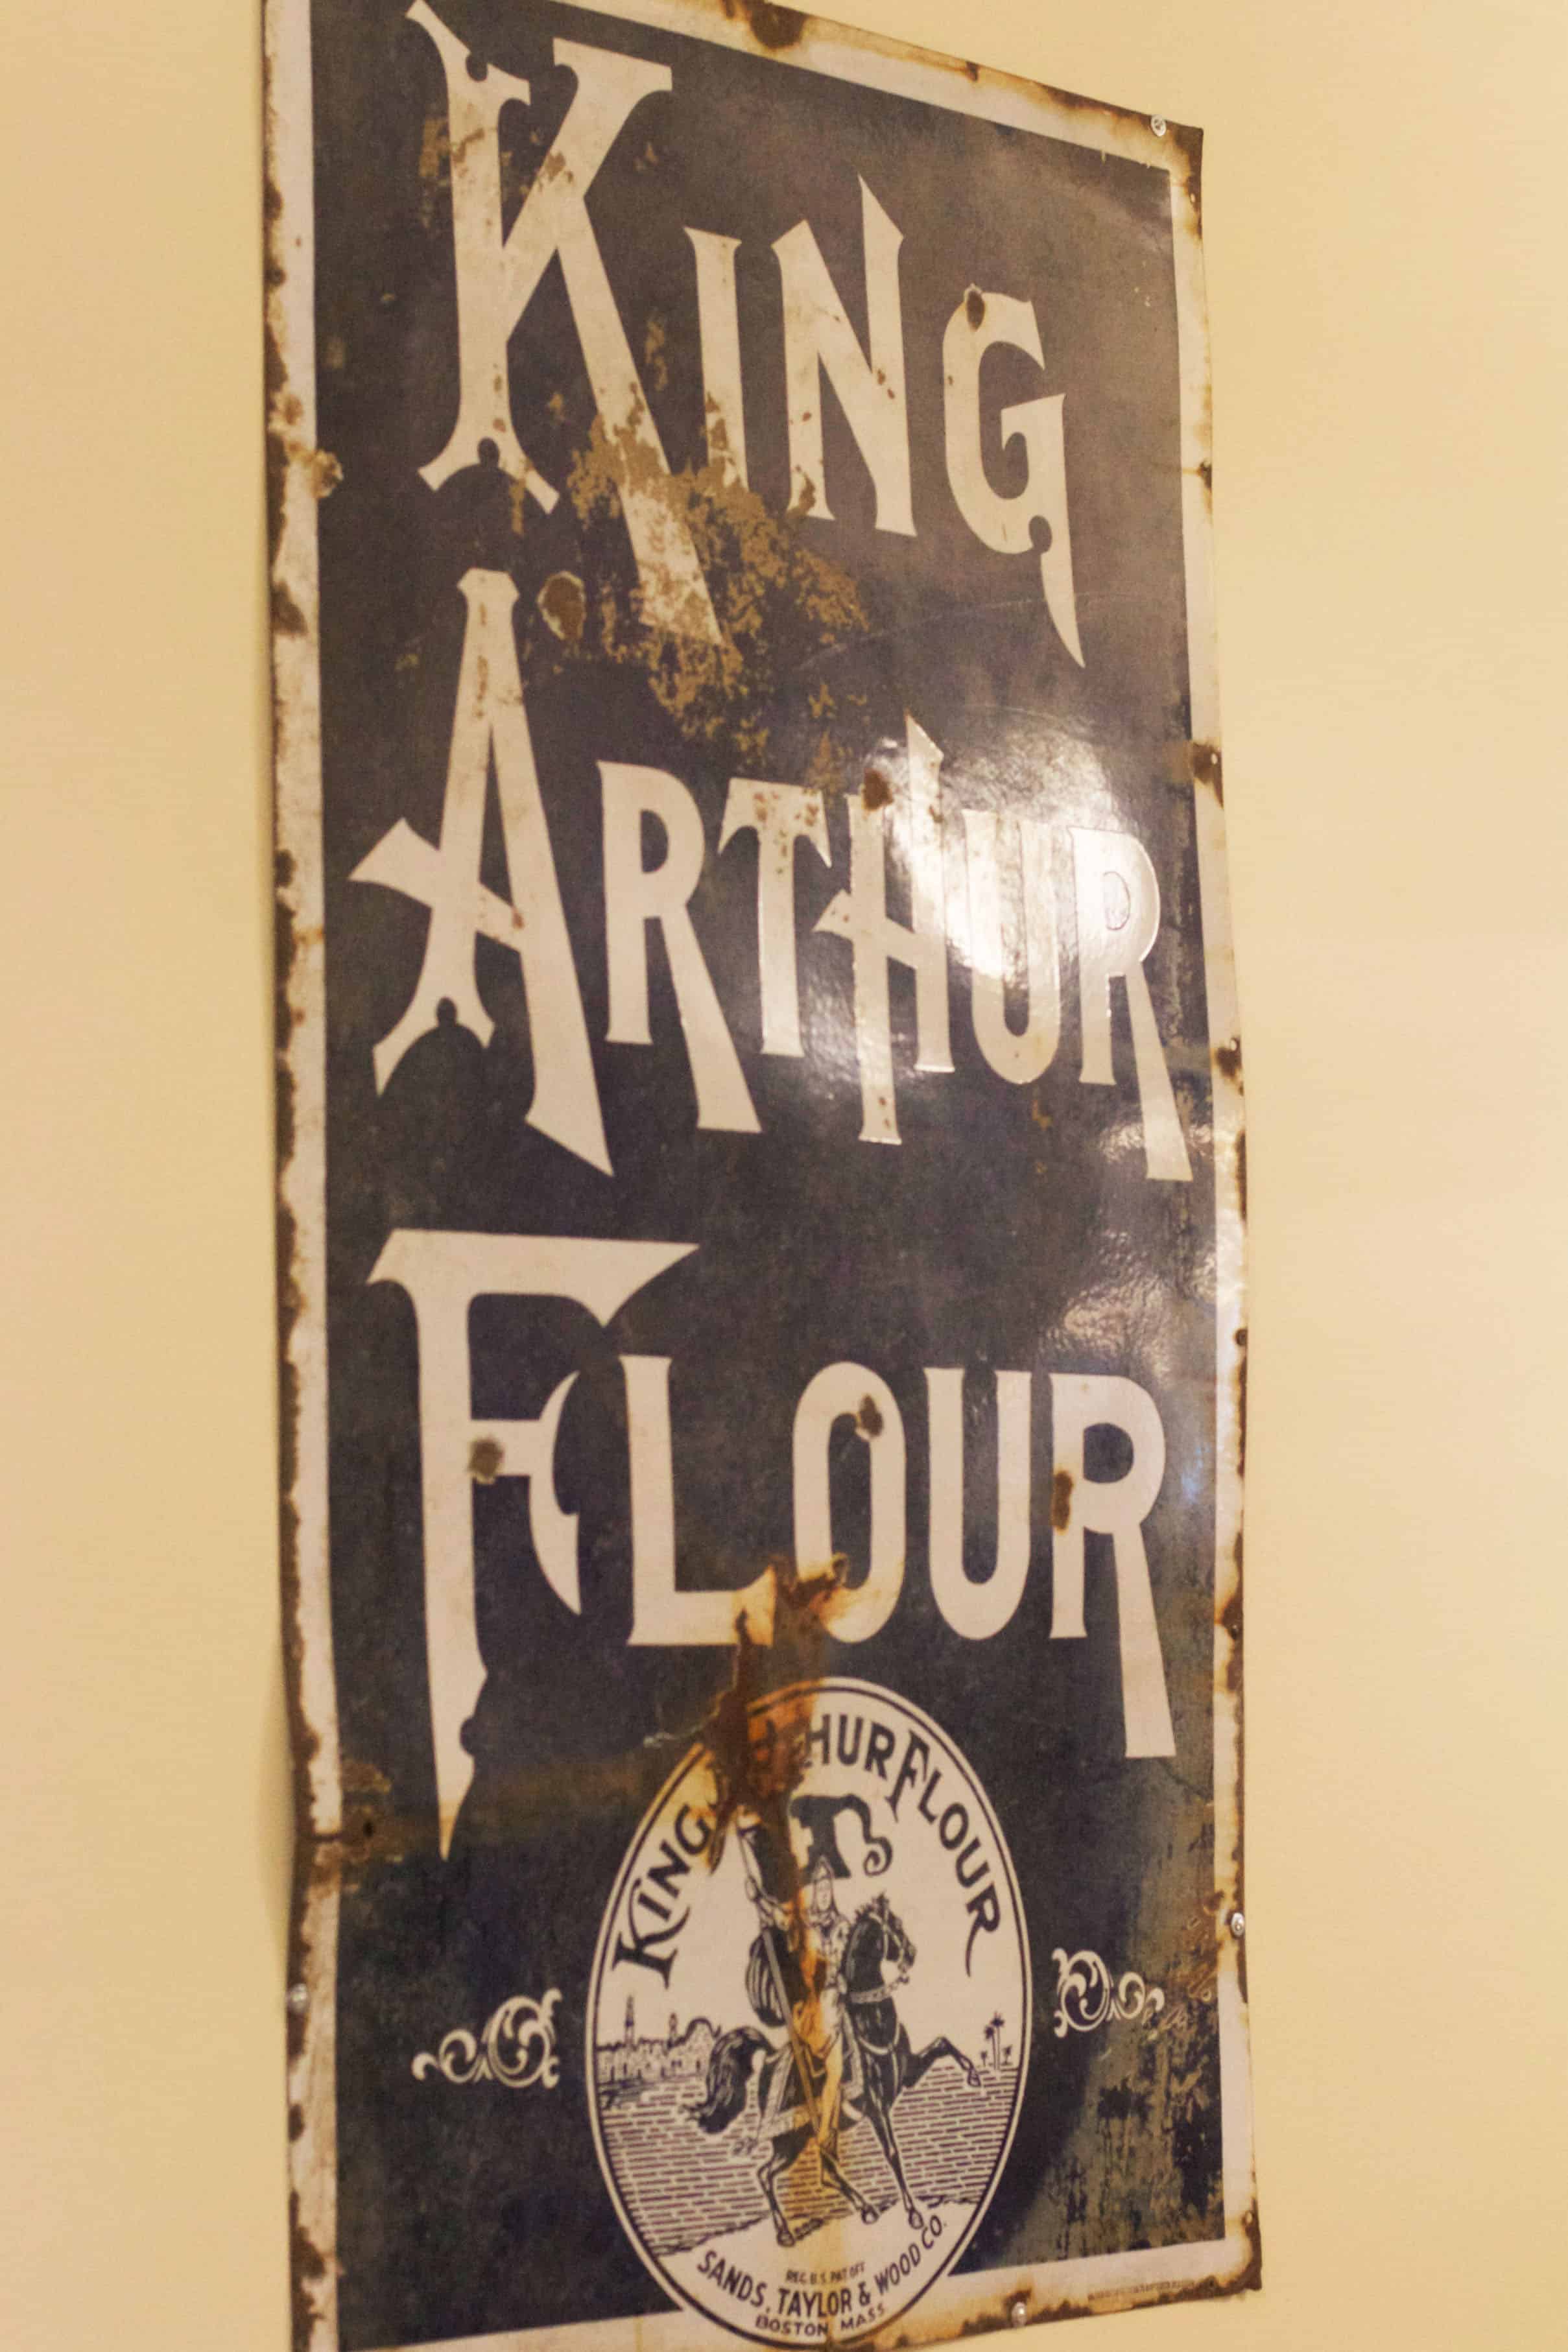 KING
ARTHUR
FLOUR
KING ARTHUR FLOUR
REG. U.S. PAT. OFF.
SANDS, TAYLOR & WOOD CO.
BOSTON MASS